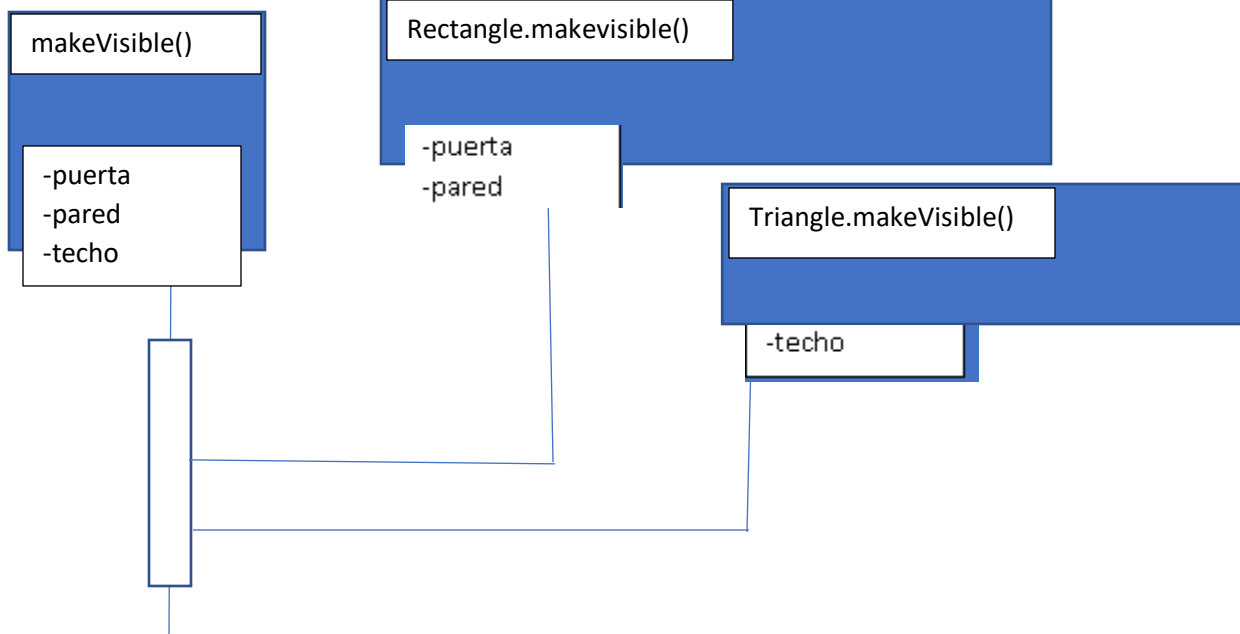 makeVisible()
-puerta
-pared
-techo
Rectangle.makevisible()
-puerta
-pared
Triangle.makeVisible()
-techo